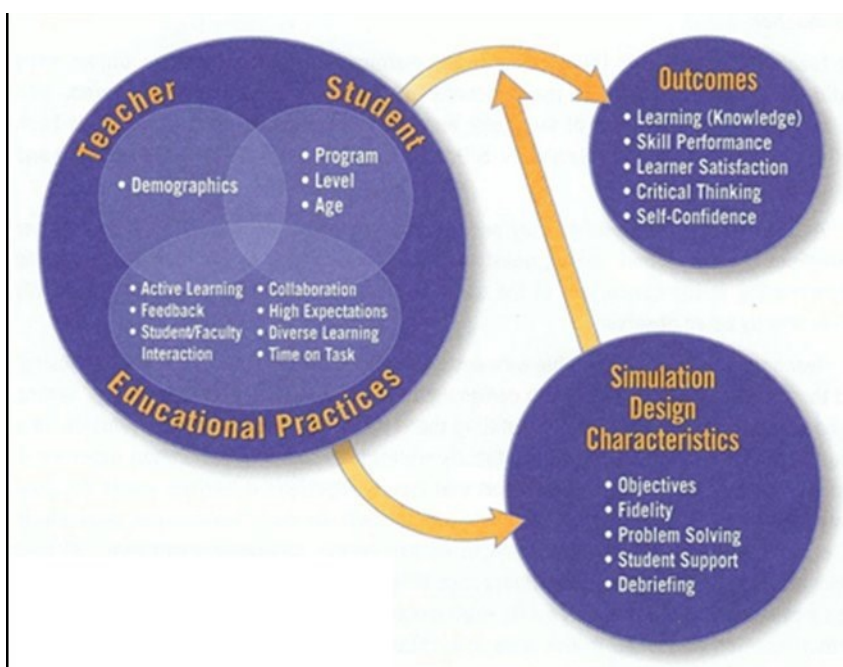 Teacher
Student
• Demographics
• Program
• Level
• Age
• Active Learning
• Feedback
• Student/Faculty
Interaction
• Collaboration
• High Expectations
• Diverse Learning
• Time on Task
Educational Practices
Outcomes
• Learning (Knowledge)
• Skill Performance
• Learner Satisfaction
• Critical Thinking
• Self-Confidence
Simulation
Design
Characteristics
• Objectives
• Fidelity
• Problem Solving
• Student Support
• Debriefing